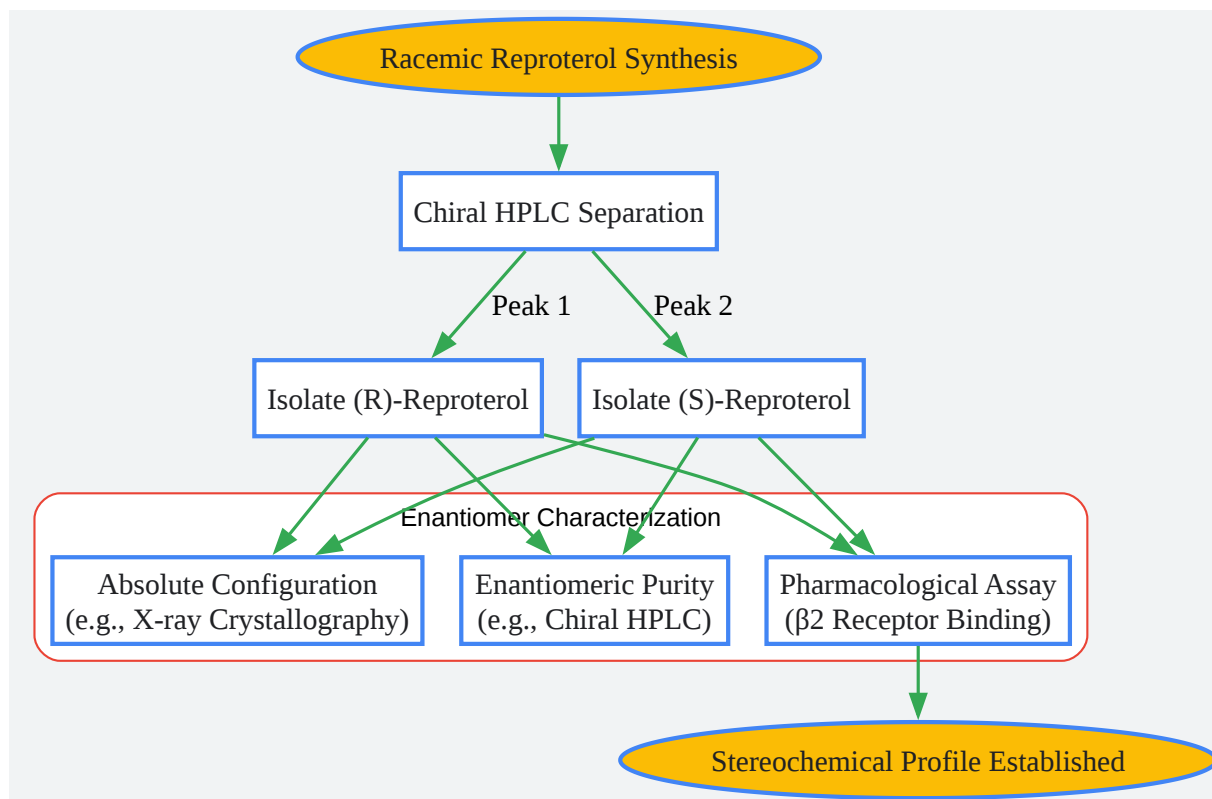 Racemic Reproterol Synthesis
Chiral HPLC Separation
Peak 1
Peak 2
Isolate (R)-Reproterol
Isolate (S)-Reproterol
Enantiomer Characterization
Absolute Configuration
(e.g., X-ray Crystallography)
Enantiomeric Purity
(e.g., Chiral HPLC)
Pharmacological Assay
(β2 Receptor Binding)
Stereochemical Profile Established